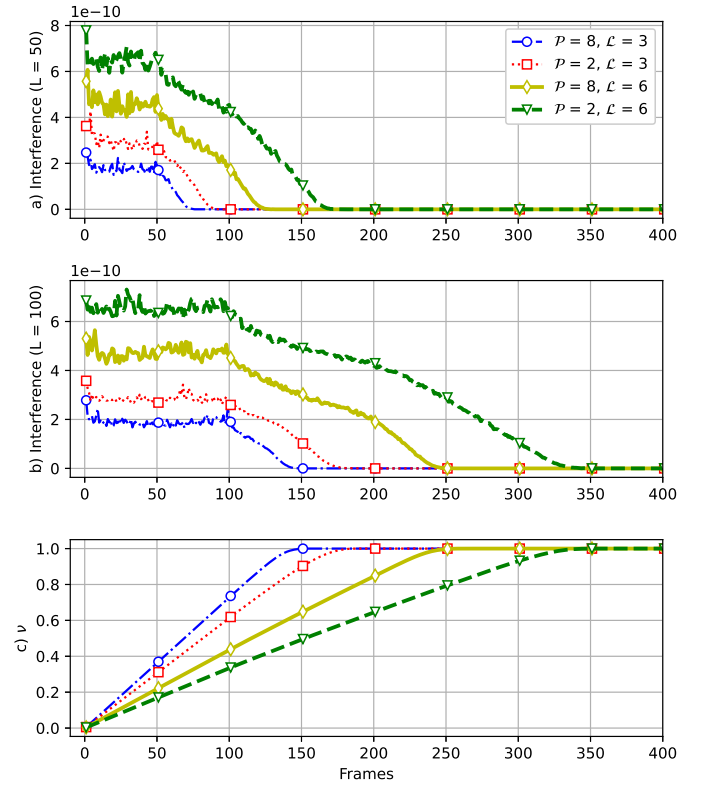 1e−10
a) Interference (L = 50)
8
6
4
2
0
𝒫 = 8, ℒ = 3
𝒫 = 2, ℒ = 3
𝒫 = 8, ℒ = 6
𝒫 = 2, ℒ = 6
0 50 100 150 200 250 300 350 400
1e−10
b) Interference (L = 100)
6
4
2
0
0 50 100 150 200 250 300 350 400
c) ν
1.0
0.8
0.6
0.4
0.2
0.0
0 50 100 150 200 250 300 350 400
Frames